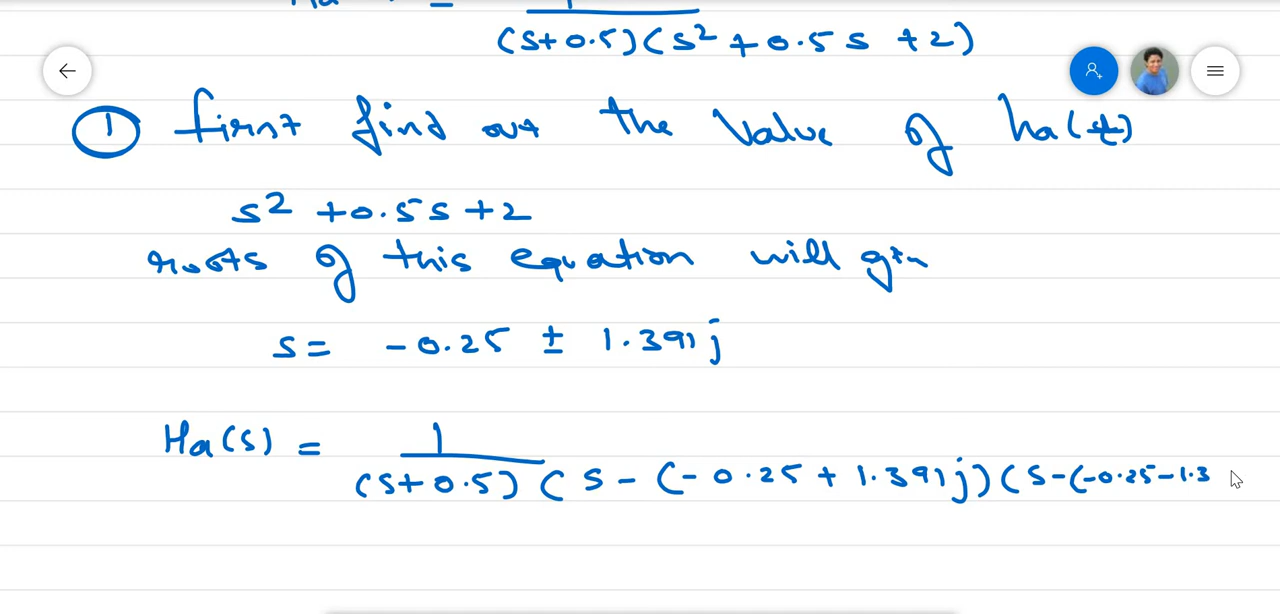 (s+0.5)(s² + 0.5s + 2)
① first find out the value of ha(t)
s² + 0.5s + 2
roots of this equation will
s = -0.25 ± 1.391j
Ha(s) = 1
(s+0.5) (s - (-0.25 + 1.391j) (s-(-0.25-1.3